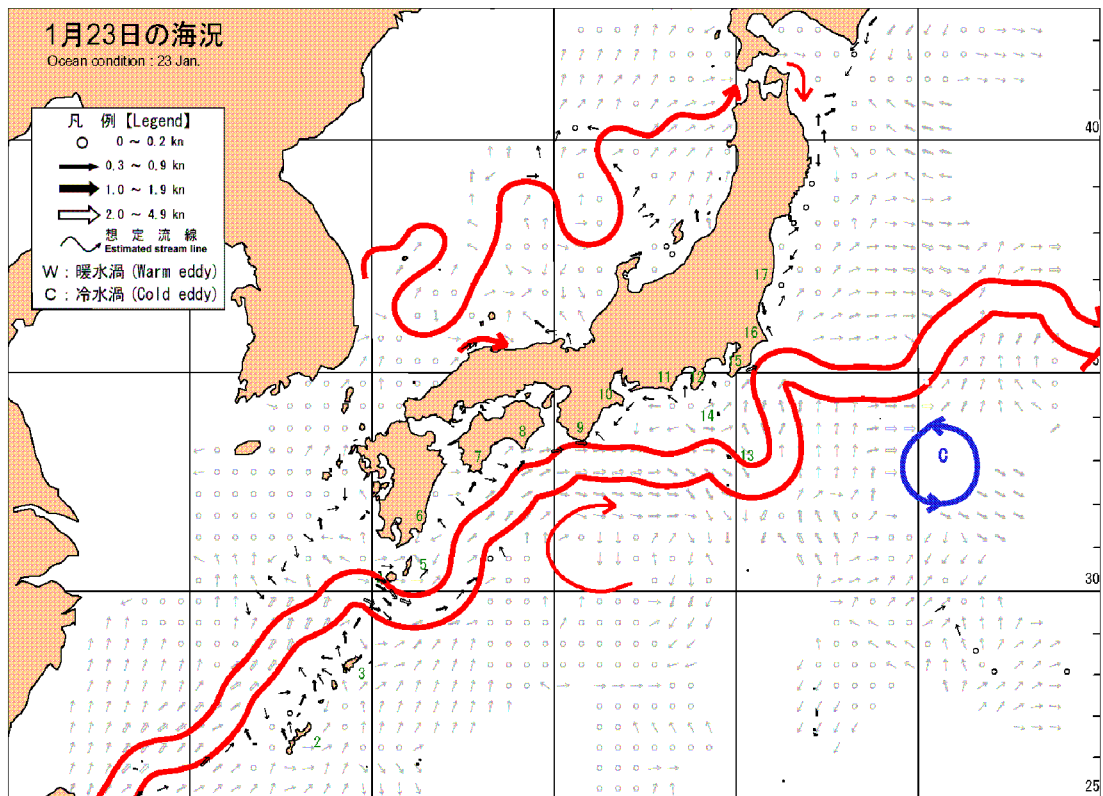 1月23日の海況
Ocean condition : 23 Jan.
凡 例【Legend】
0 ～ 0.2 kn
0.3 ～ 0.9 kn
1.0 ～ 1.9 kn
2.0 ～ 4.9 kn
想 定 流 線
Estimated stream line
W : 暖水渦 (Warm eddy)
C : 冷水渦 (Cold eddy)
40
17
16
15
12
11
10
14
9
8
7
13
C
6
5
30
3
2
25